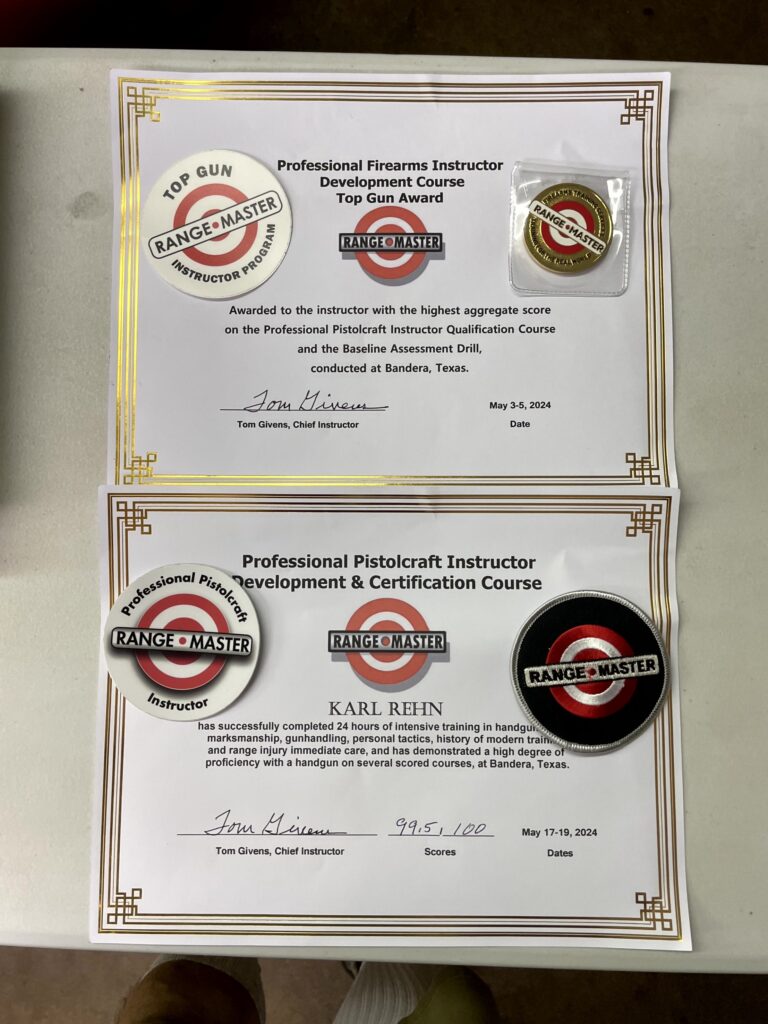 Professional Firearms Instructor
Development Course
Top Gun Award
TOP GUN
RANGE MASTER
INSTRUCTOR PROGRAM
RANGE MASTER
FIREARMS TRAINING
RANGE MASTER
FOR THE REAL WORLD
Awarded to the instructor with the highest aggregate score
on the Professional Pistolcraft Instructor Qualification Course
and the Baseline Assessment Drill,
conducted at Bandera, Texas.
Tom Givens
May 3-5, 2024
Tom Givens, Chief Instructor
Date
Professional Pistolcraft Instructor
Development & Certification Course
Professional Pistolcraft
RANGE MASTER
Instructor
RANGE MASTER
RANGE MASTER
KARL REHN
has successfully completed 24 hours of intensive training in
marksmanship, gunhandling, personal tactics, history of modern
and range injury immediate care, and has demonstrated a high degree of
proficiency with a handgun on several scored courses, at Bandera, Texas.
Tom Givens
99.5, 100
May 17-19, 2024
Tom Givens, Chief Instructor
Scores
Dates